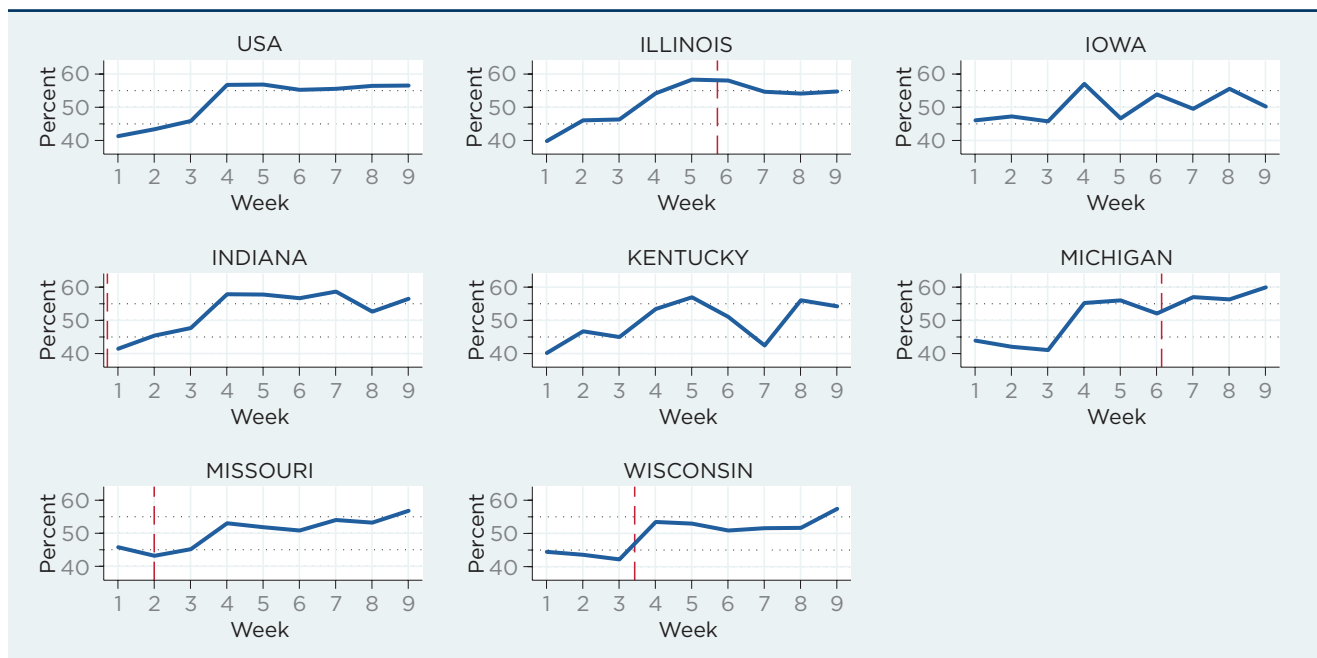 USA
Percent
60
50
40
1 2 3 4 5 6 7 8 9
Week
ILLINOIS
Percent
60
50
40
1 2 3 4 5 6 7 8 9
Week
IOWA
Percent
60
50
40
1 2 3 4 5 6 7 8 9
Week
INDIANA
Percent
60
50
40
1 2 3 4 5 6 7 8 9
Week
KENTUCKY
Percent
60
50
40
1 2 3 4 5 6 7 8 9
Week
MICHIGAN
Percent
60
50
40
1 2 3 4 5 6 7 8 9
Week
MISSOURI
Percent
60
50
40
1 2 3 4 5 6 7 8 9
Week
WISCONSIN
Percent
60
50
40
1 2 3 4 5 6 7 8 9
Week